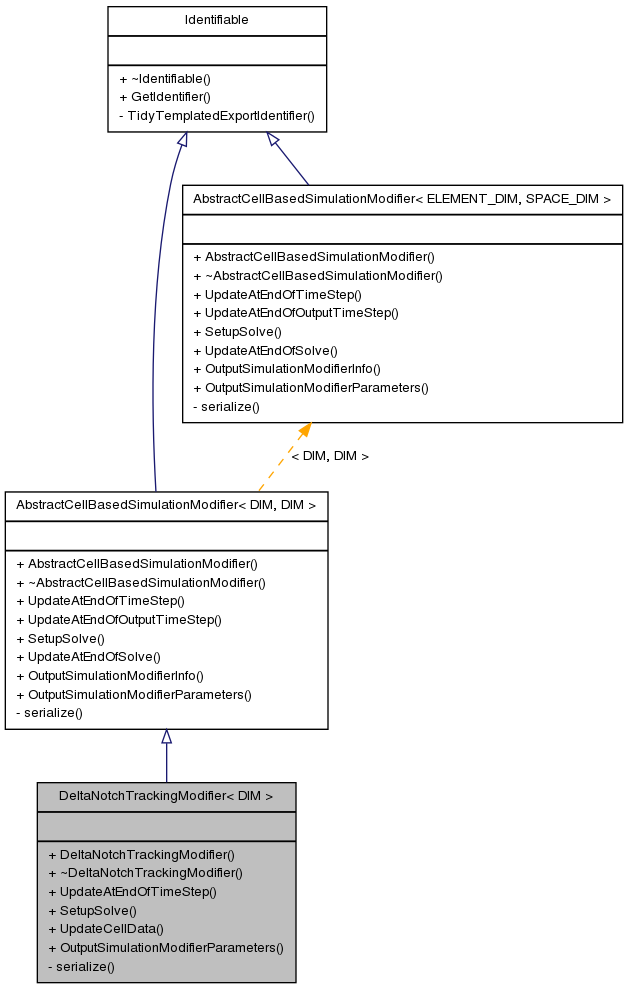 Identifiable
+ ~Identifiable()
+ GetIdentifier()
- TidyTemplatedExportIdentifier()
AbstractCellBasedSimulationModifier< ELEMENT_DIM, SPACE_DIM >
+ AbstractCellBasedSimulationModifier()
+ ~AbstractCellBasedSimulationModifier()
+ UpdateAtEndOfTimeStep()
+ UpdateAtEndOfOutputTimeStep()
+ SetupSolve()
+ UpdateAtEndOfSolve()
+ OutputSimulationModifierInfo()
+ OutputSimulationModifierParameters()
- serialize()
< DIM, DIM >
AbstractCellBasedSimulationModifier< DIM, DIM >
+ AbstractCellBasedSimulationModifier()
+ ~AbstractCellBasedSimulationModifier()
+ UpdateAtEndOfTimeStep()
+ UpdateAtEndOfOutputTimeStep()
+ SetupSolve()
+ UpdateAtEndOfSolve()
+ OutputSimulationModifierInfo()
+ OutputSimulationModifierParameters()
- serialize()
DeltaNotchTrackingModifier< DIM >
+ DeltaNotchTrackingModifier()
+ ~DeltaNotchTrackingModifier()
+ UpdateAtEndOfTimeStep()
+ SetupSolve()
+ UpdateCellData()
+ OutputSimulationModifierParameters()
- serialize()